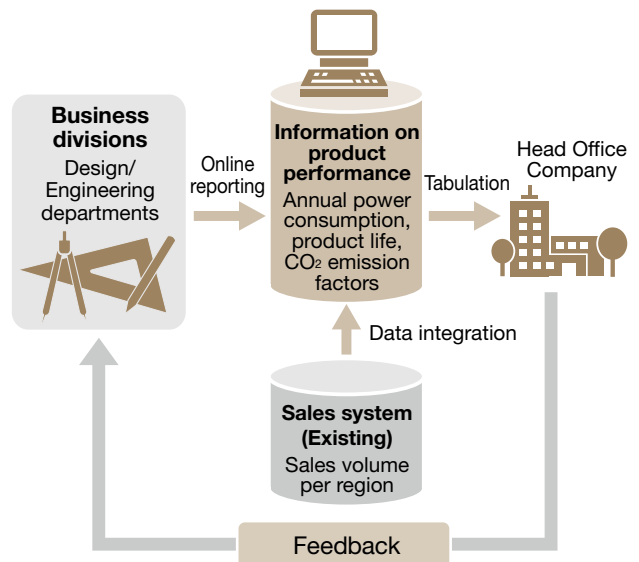 Business
divisions
Design/
Engineering
departments
Online
reporting
Information on
product
performance
Annual power
consumption,
product life,
CO₂ emission
factors
Tabulation
Head Office
Company
Data integration
Sales system
(Existing)
Sales volume
per region
Feedback